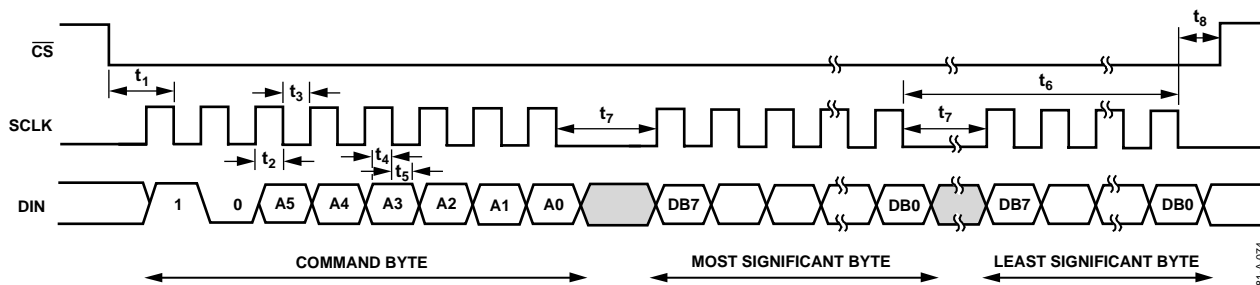 t8
CS
t1
t3
t6
SCLK
t7
t7
t2
t4
t5
DIN
1 0 A5 A4 A3 A2 A1 A0 DB7 DB0 DB7 DB0
COMMAND BYTE
MOST SIGNIFICANT BYTE
LEAST SIGNIFICANT BYTE